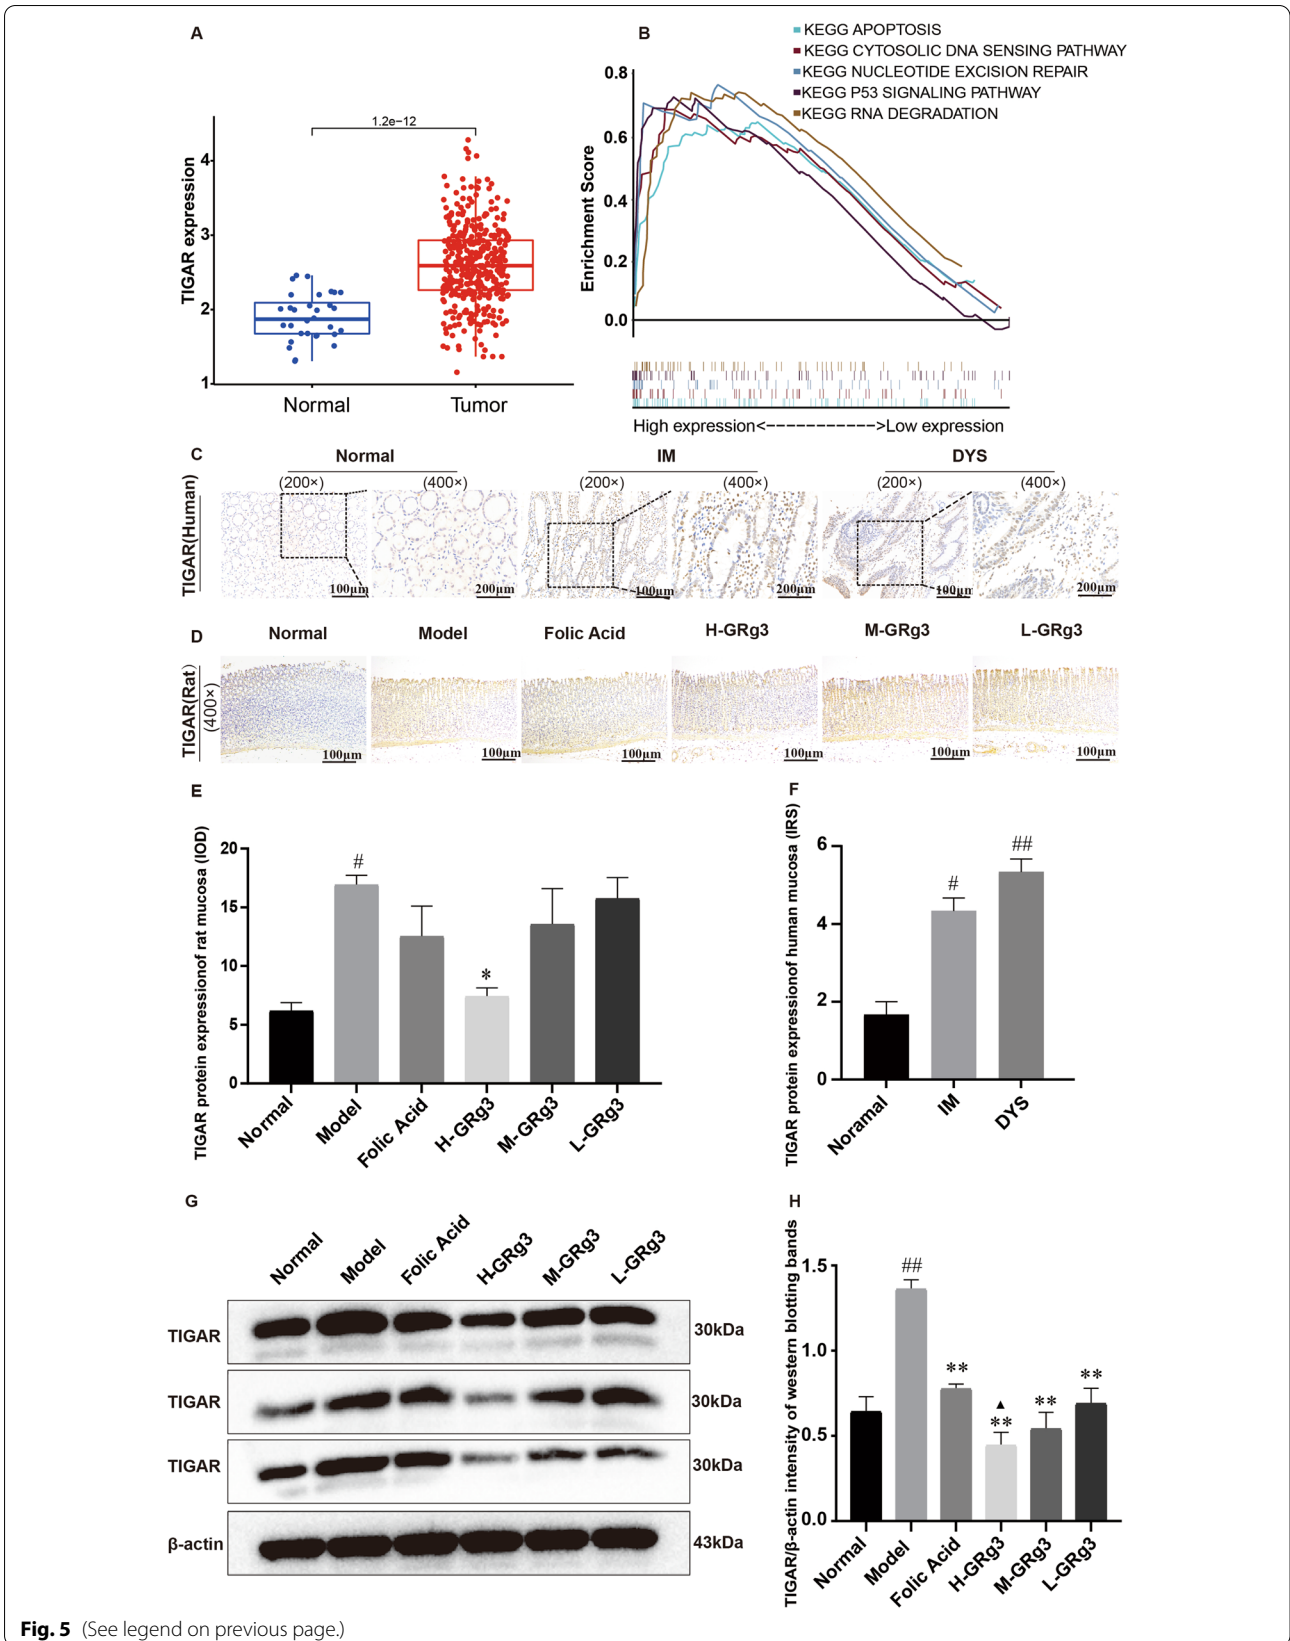 A
TIGAR expression
1.2e−12
4
3
2
1
Normal
Tumor
B
KEGG APOPTOSIS
KEGG CYTOSOLIC DNA SENSING PATHWAY
KEGG NUCLEOTIDE EXCISION REPAIR
KEGG P53 SIGNALING PATHWAY
KEGG RNA DEGRADATION
Enrichment Score
0.8
0.6
0.4
0.2
0.0
High expression<------------>Low expression
C
Normal
IM
DYS
(200×)
(400×)
(200×)
(400×)
(200×)
(400×)
TIGAR(Human)
100μm
200μm
100μm
200μm
100μm
200μm
D
Normal
Model
Folic Acid
H-GRg3
M-GRg3
L-GRg3
TIGAR(Rat)
(400×)
100μm
100μm
100μm
100μm
100μm
100μm
E
TIGAR protein expressionof rat mucosa (IOD)
20
15
10
5
0
#
*
Normal
Model
Folic Acid
H-GRg3
M-GRg3
L-GRg3
F
TIGAR protein expressionof human mucosa (IRS)
6
4
2
0
#
##
Noramal
IM
DYS
G
Normal
Model
Folic Acid
H-GRg3
M-GRg3
L-GRg3
TIGAR
30kDa
TIGAR
30kDa
TIGAR
30kDa
β-actin
43kDa
H
TIGAR/β-actin intensity of western blotting bands
1.5
1.0
0.5
0.0
##
**
▲
**
**
**
Normal
Model
Folic Acid
H-GRg3
M-GRg3
L-GRg3
Fig. 5 (See legend on previous page.)